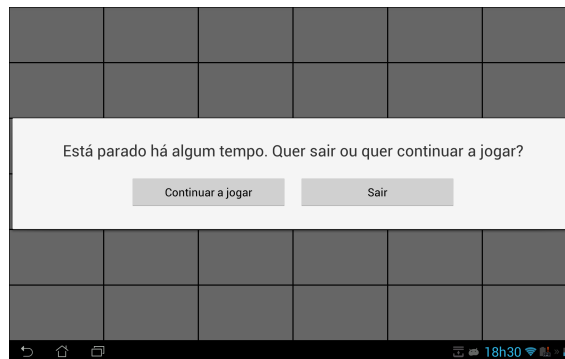 Está parado há algum tempo. Quer sair ou quer continuar a jogar?
Continuar a jogar
Sair
18h30